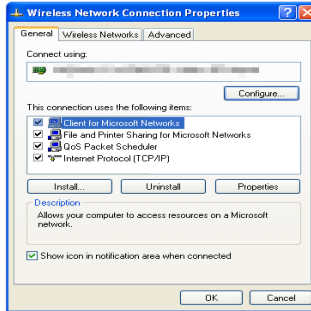 Wireless Network Connection Properties
General Wireless Networks Advanced
Connect using:
Configure...
This connection uses the following items:
Client for Microsoft Networks
File and Printer Sharing for Microsoft Networks
QoS Packet Scheduler
Internet Protocol (TCP/IP)
Install... Uninstall Properties
Description
Allows your computer to access resources on a Microsoft
network.
Show icon in notification area when connected
OK Cancel